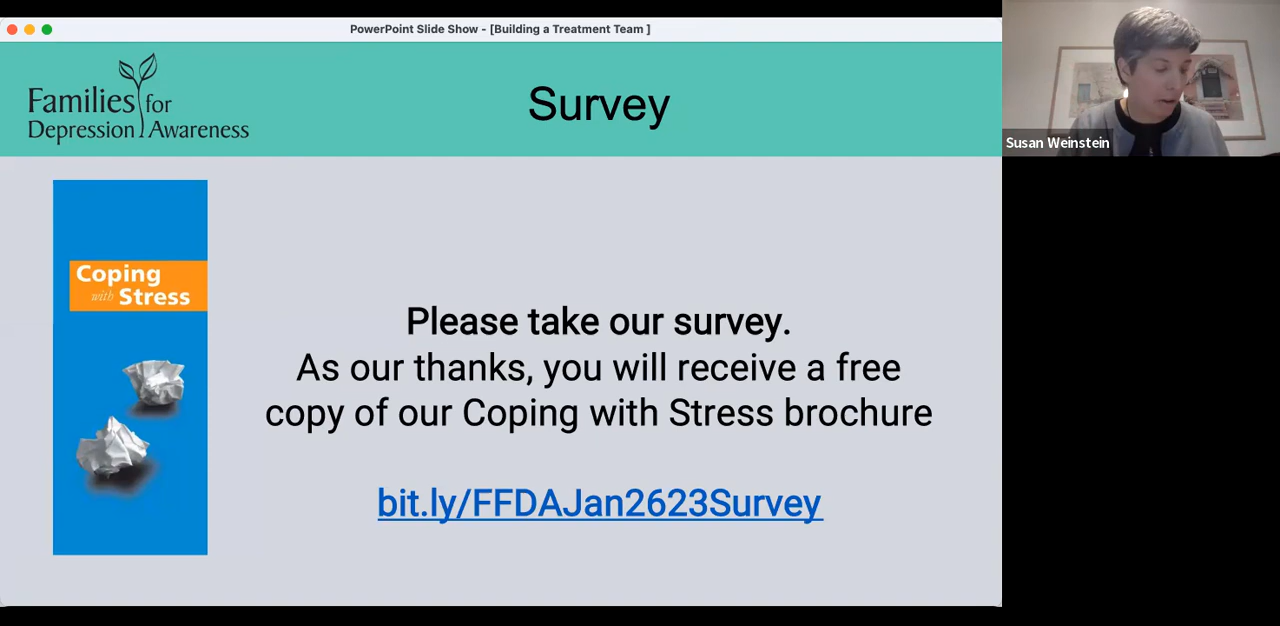 PowerPoint Slide Show - [Building a Treatment Team ]
Families for
Depression Awareness
Survey
Susan Weinstein
Coping
with Stress
Please take our survey.
As our thanks, you will receive a free
copy of our Coping with Stress brochure
bit.ly/FFDAJan2623Survey